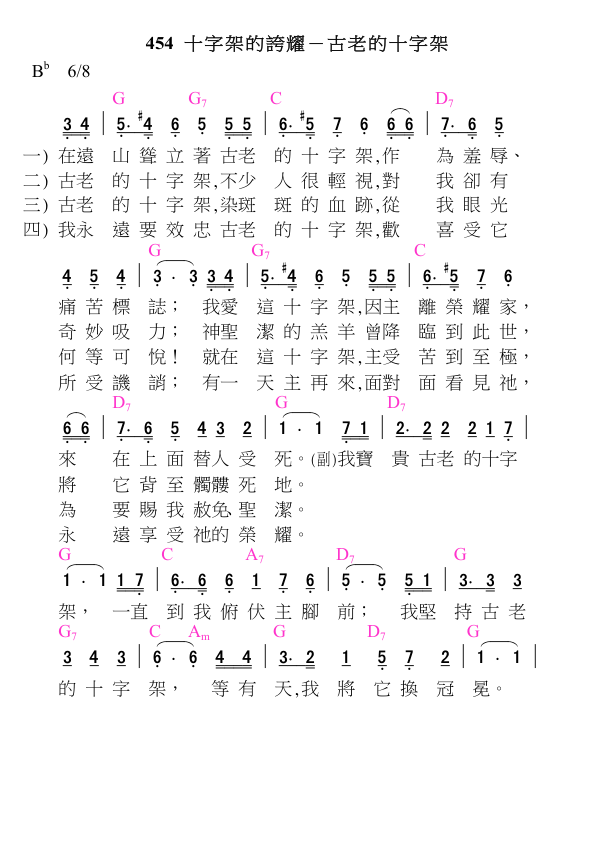 454 十字架的誇耀－古老的十字架
B♭ 6/8
G G7 C D7
3 4 | 5· #4 6 5 5 5 | 6· #5 7 6 6 6 | 7· 6 5
一) 在遠 山 聳 立 著 古老 的 十 字 架,作 為 羞 辱、
二) 古老 的 十 字 架,不少 人 很 輕 視,對 我 卻 有
三) 古老 的 十 字 架,染斑 斑 的 血 跡,從 我 眼 光
四) 我永 遠 要 效 忠 古老 的 十 字 架,歡 喜 受 它
G G7 C
4 5 4 | 3 · 3 3 4 | 5· #4 6 5 5 5 | 6· #5 7 6
痛 苦 標 誌； 我愛 這 十 字 架,因主 離 榮 耀 家，
奇 妙 吸 力； 神聖 潔 的 羔 羊 曾降 臨 到 此 世，
何 等 可 悅！ 就在 這 十 字 架,主受 苦 到 至 極，
所 受 譏 誚； 有一 天 主 再 來,面對 面 看 見 祂，
D7 G D7
6 6 | 7· 6 5 4 3 2 | 1 · 1 7 1 | 2· 2 2 2 1 7 |
來 在 上 面 替人 受 死。(副)我寶 貴 古老 的十字
將 它 背 至 髑髏 死 地。
為 要 賜 我 赦免、聖 潔。
永 遠 享 受 祂的 榮 耀。
G C A7 D7 G
1 · 1 1 7 | 6· 6 6 1 7 6 | 5 · 5 5 1 | 3· 3 3
架， 一直 到 我 俯 伏 主 腳 前； 我堅 持 古 老
G7 C Am G D7 G
3 4 3 | 6 · 6 4 4 | 3· 2 1 5 7 2 | 1 · 1 |
的 十 字 架， 等 有 天,我 將 它 換 冠 冕。